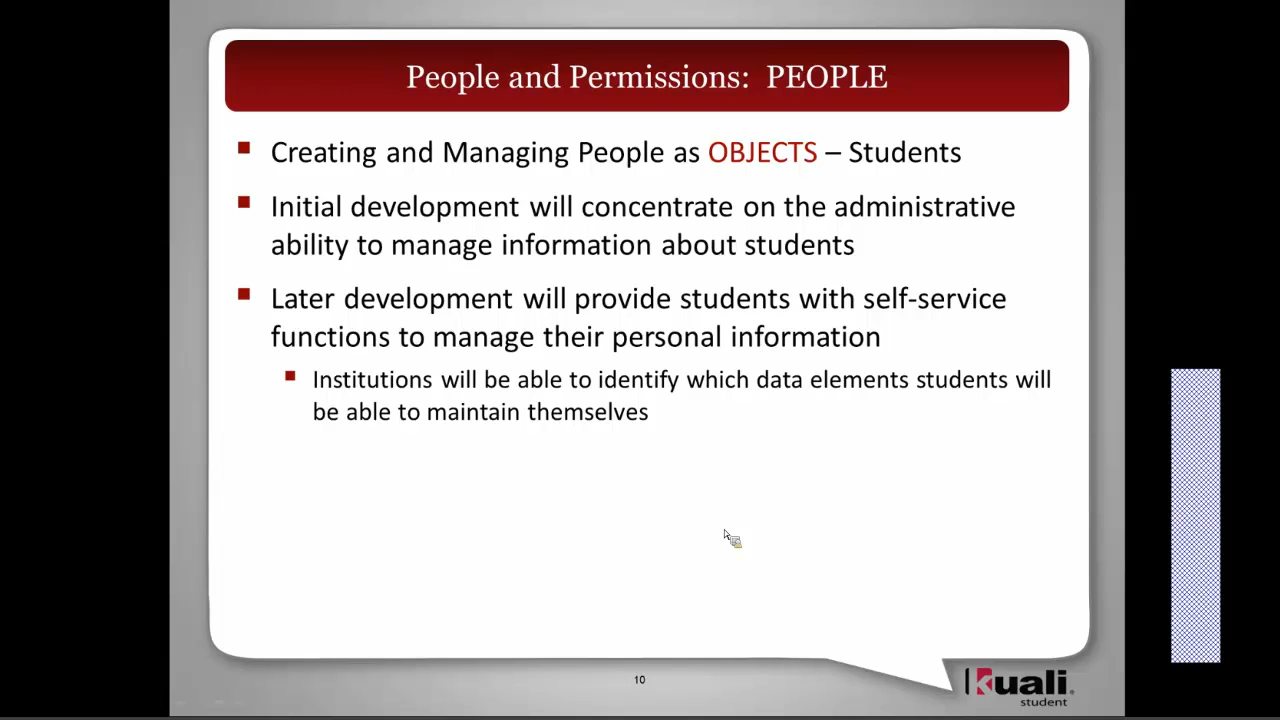 People and Permissions: PEOPLE
Creating and Managing People as OBJECTS – Students
Initial development will concentrate on the administrative
ability to manage information about students
Later development will provide students with self-service
functions to manage their personal information
Institutions will be able to identify which data elements students will
be able to maintain themselves
10
Kuali
student